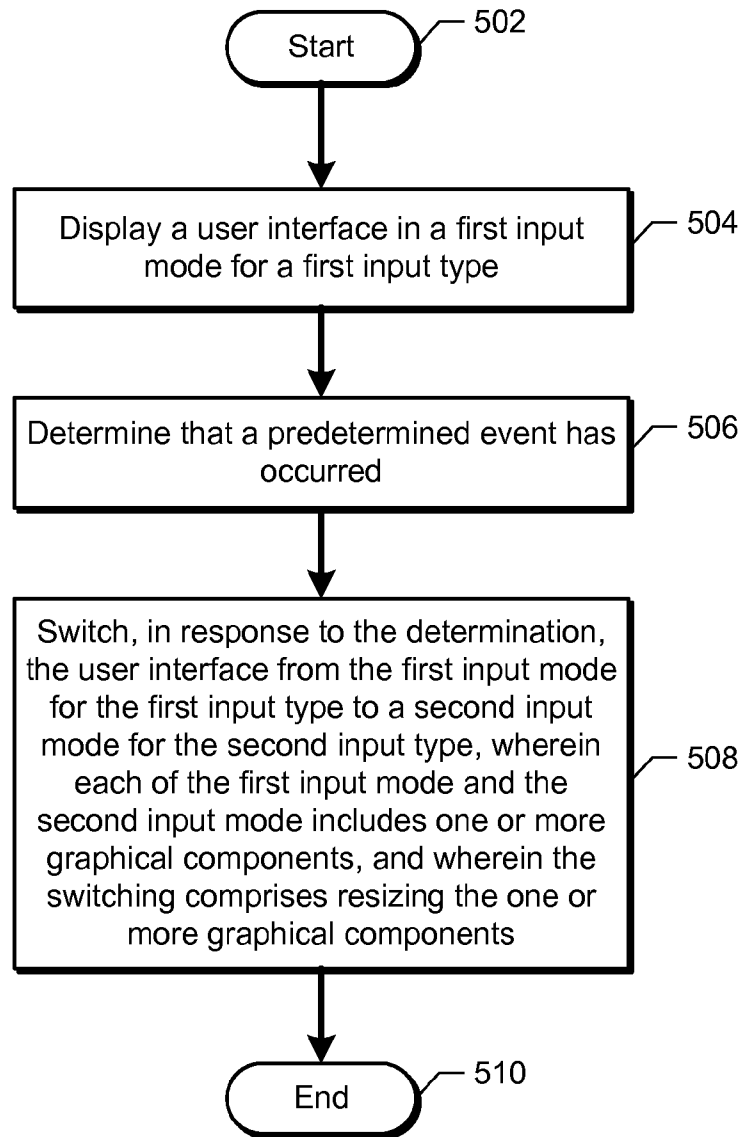 Start
502
Display a user interface in a first input
mode for a first input type
504
Determine that a predetermined event has
occurred
506
Switch, in response to the determination,
the user interface from the first input mode
for the first input type to a second input
mode for the second input type, wherein
each of the first input mode and the
second input mode includes one or more
graphical components, and wherein the
switching comprises resizing the one or
more graphical components
508
End
510